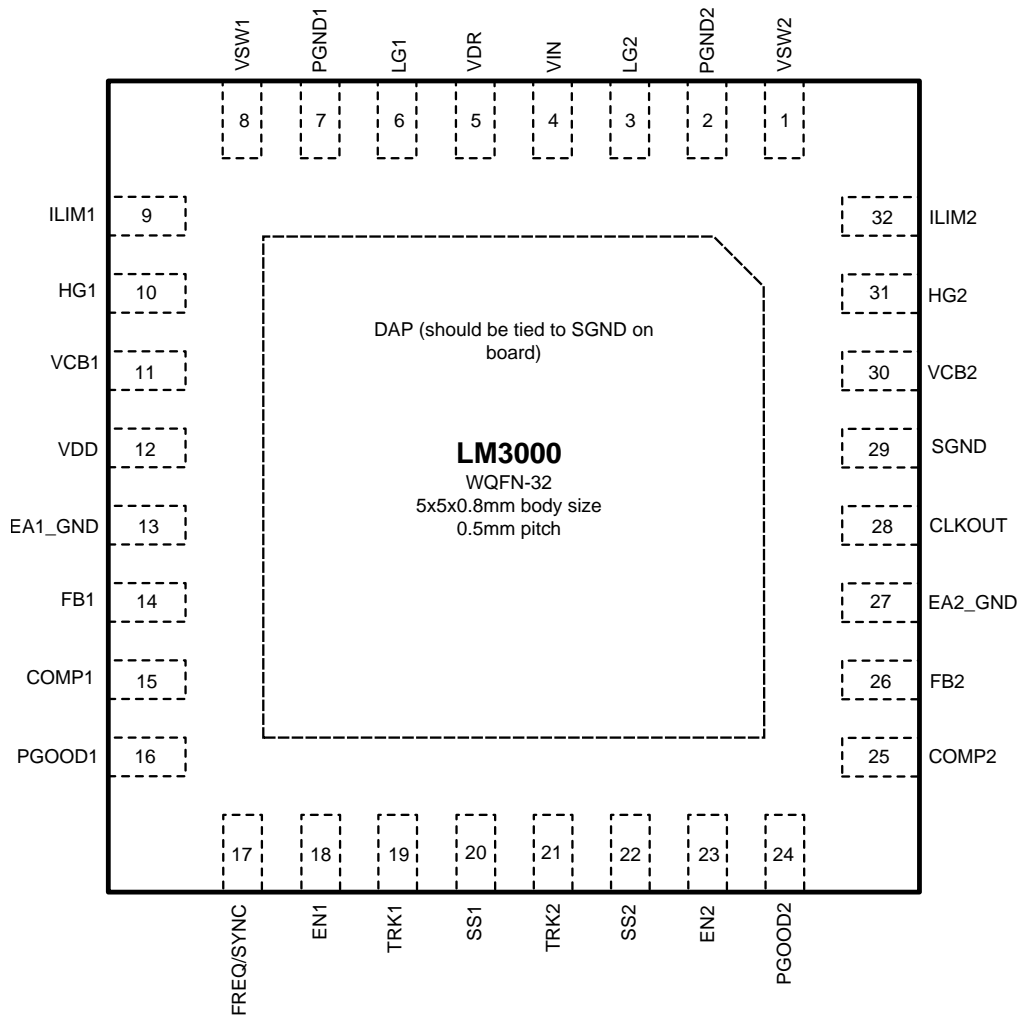 VSW1
PGND1
LG1
VDR
VIN
LG2
PGND2
VSW2
8
7
6
5
4
3
2
1
ILIM1
9
32
ILIM2
HG1
10
31
HG2
VCB1
11
30
VCB2
VDD
12
29
SGND
EA1_GND
13
28
CLKOUT
FB1
14
27
EA2_GND
COMP1
15
26
FB2
PGOOD1
16
25
COMP2
DAP (should be tied to SGND on
board)
LM3000
WQFN-32
5x5x0.8mm body size
0.5mm pitch
17
18
19
20
21
22
23
24
FREQ/SYNC
EN1
TRK1
SS1
TRK2
SS2
EN2
PGOOD2